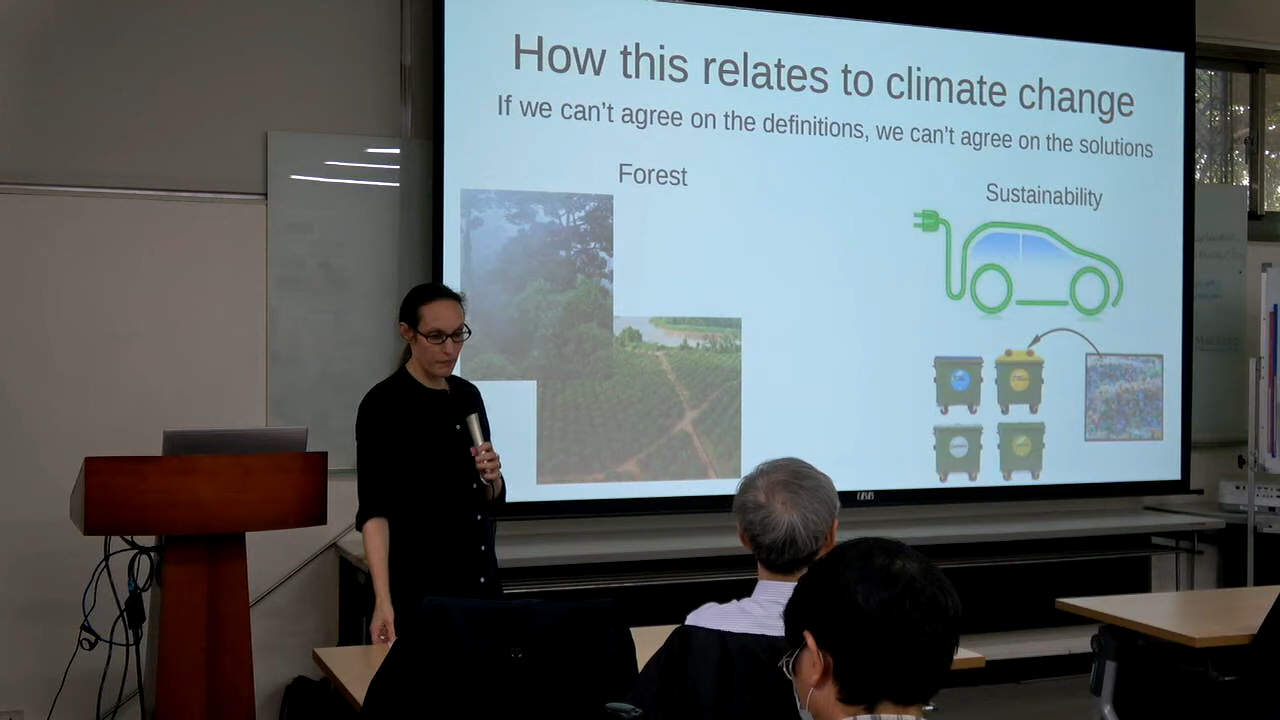 How this relates to climate change
If we can't agree on the definitions, we can't agree on the solutions
Forest
Sustainability